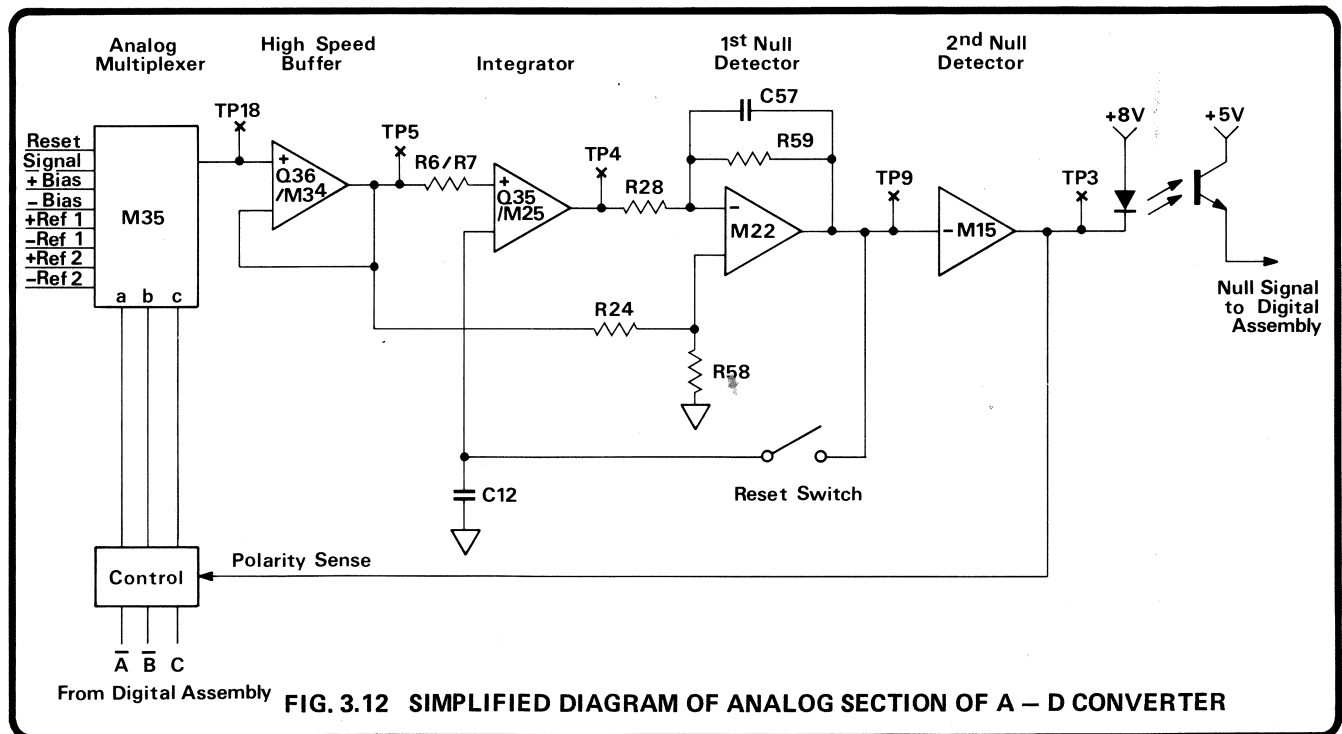 Analog
Multiplexer
High Speed
Buffer
Integrator
1st Null
Detector
2nd Null
Detector
C57
TP18
+8V
+5V
Reset
Signal
+ Bias
– Bias
+Ref 1
–Ref 1
+Ref 2
–Ref 2
M35
a b c
+
Q36
/M34
TP5
R6/R7
+
Q35
/M25
TP4
R28
R59
–
M22
TP9
– M15
TP3
Null Signal
to Digital
Assembly
R24
R58
C12
Reset Switch
Control
Polarity Sense
A̅ B̅ C
From Digital Assembly
FIG. 3.12 SIMPLIFIED DIAGRAM OF ANALOG SECTION OF A – D CONVERTER